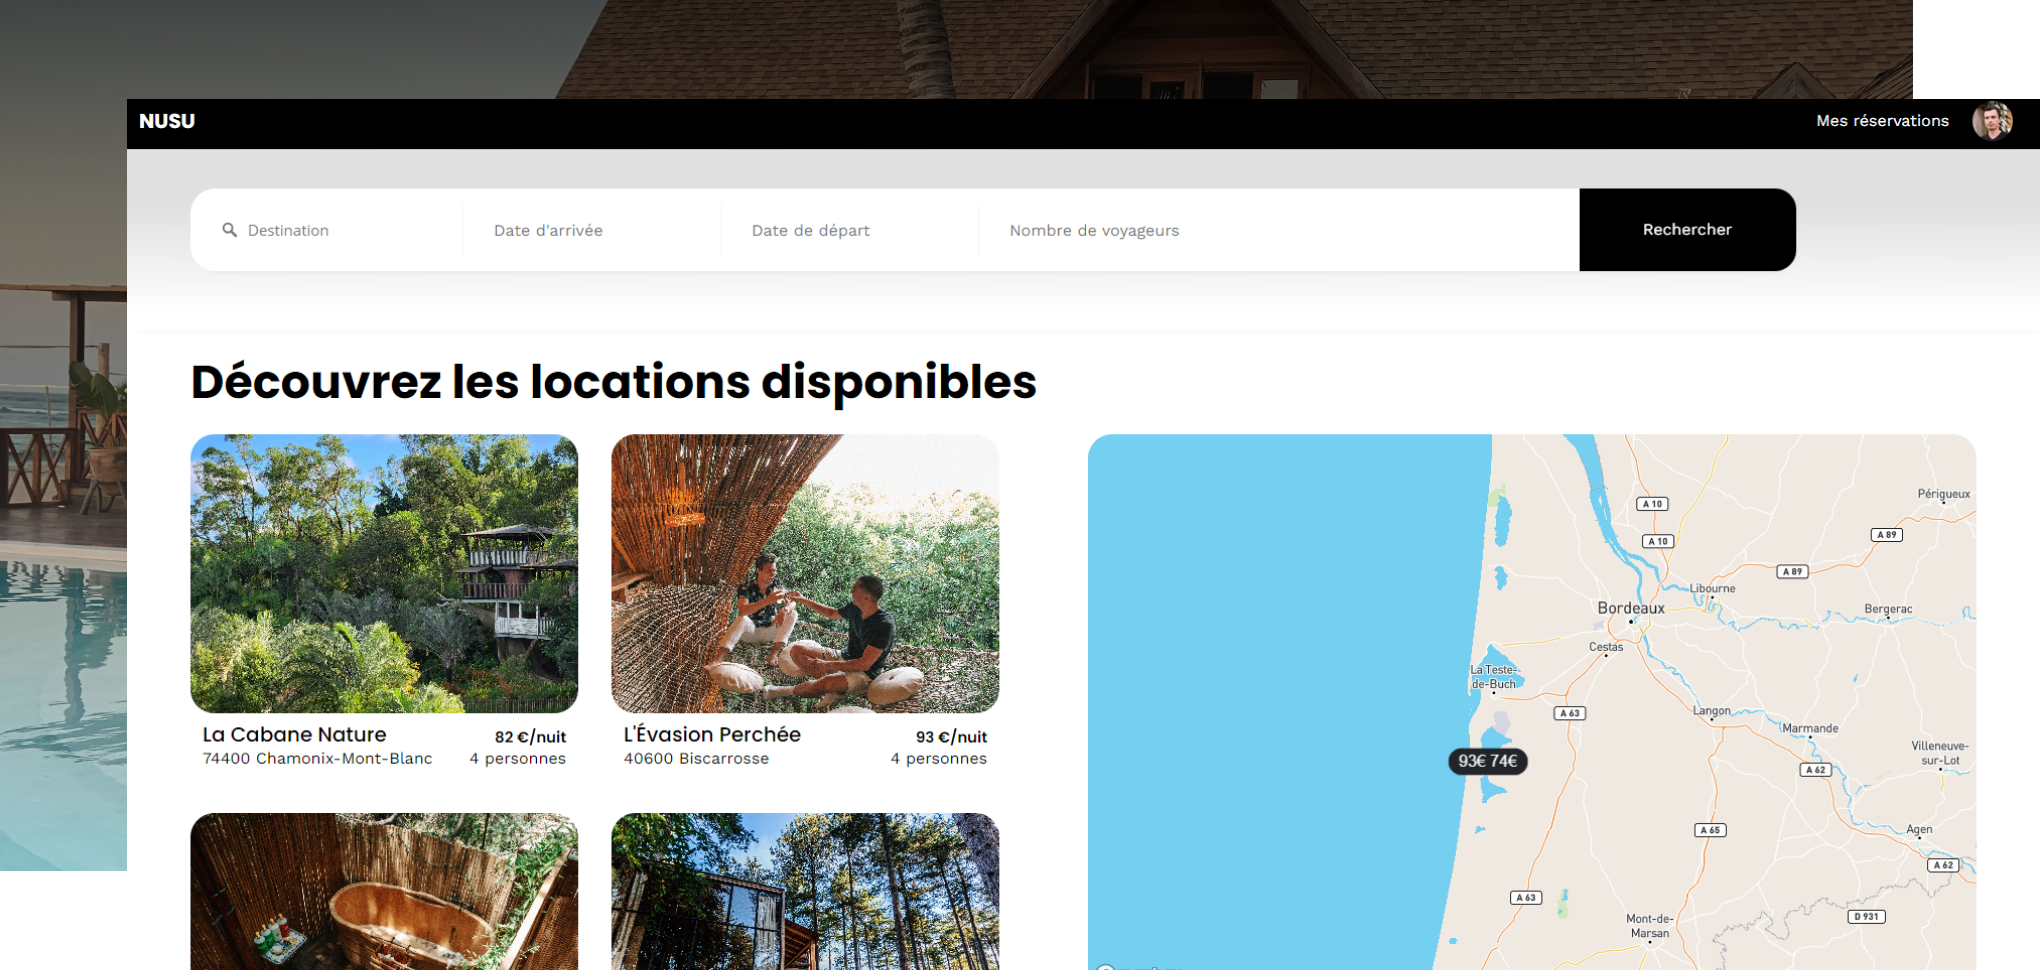 NUSU
Mes réservations
Destination
Date d'arrivée
Date de départ
Nombre de voyageurs
Rechercher
Découvrez les locations disponibles
La Cabane Nature
82 €/nuit
74400 Chamonix-Mont-Blanc
4 personnes
L'Évasion Perchée
93 €/nuit
40600 Biscarrosse
4 personnes
Périgueux
A 10
A 89
A 10
A 89
Libourne
Bordeaux
Bergerac
Cestas
La Teste-
de-Buch
A 63
Langon
Marmande
Villeneuve-
sur-Lot
93€ 74€
A 62
A 65
Agen
A 62
A 63
D 931
Mont-de-
Marsan